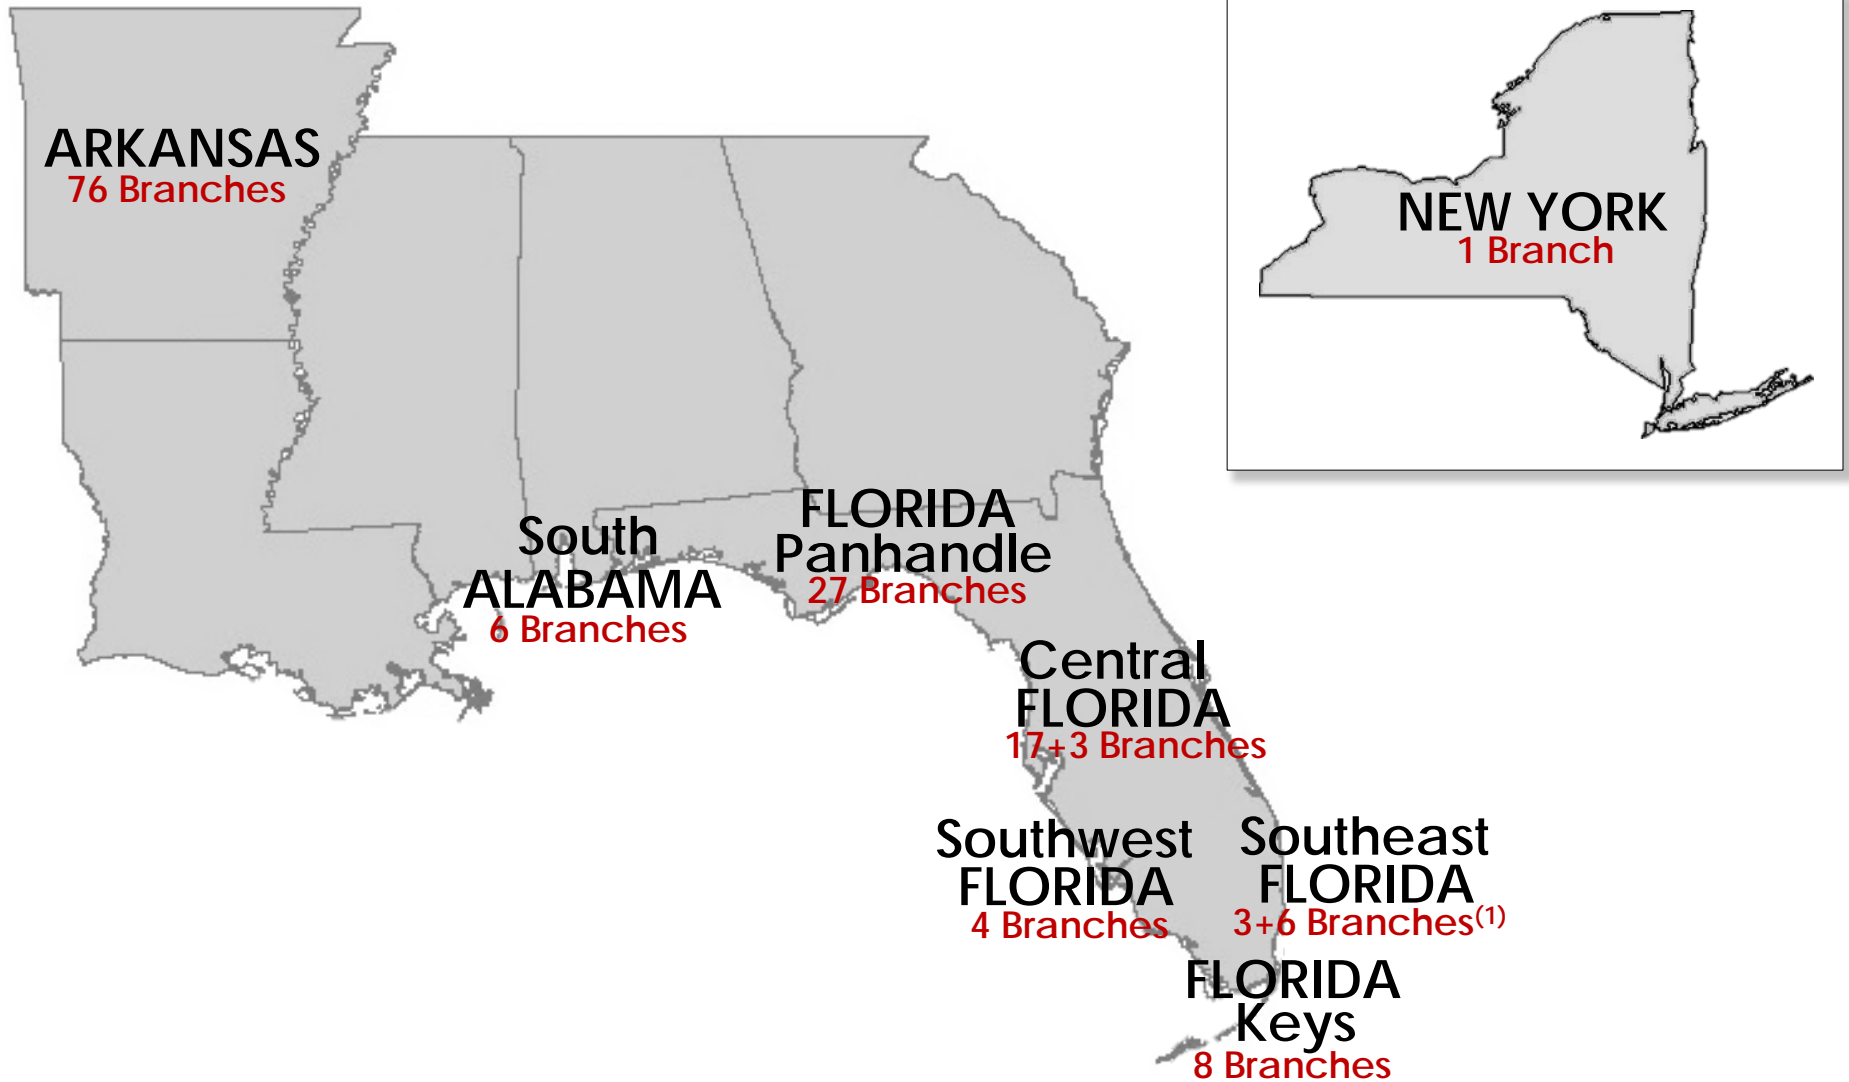 ARKANSAS
76 Branches
NEW YORK
1 Branch
South
ALABAMA
6 Branches
FLORIDA
Panhandle
27 Branches
Central
FLORIDA
17+3 Branches
Southwest
FLORIDA
4 Branches
Southeast
FLORIDA
3+6 Branches(1)
FLORIDA
Keys
8 Branches